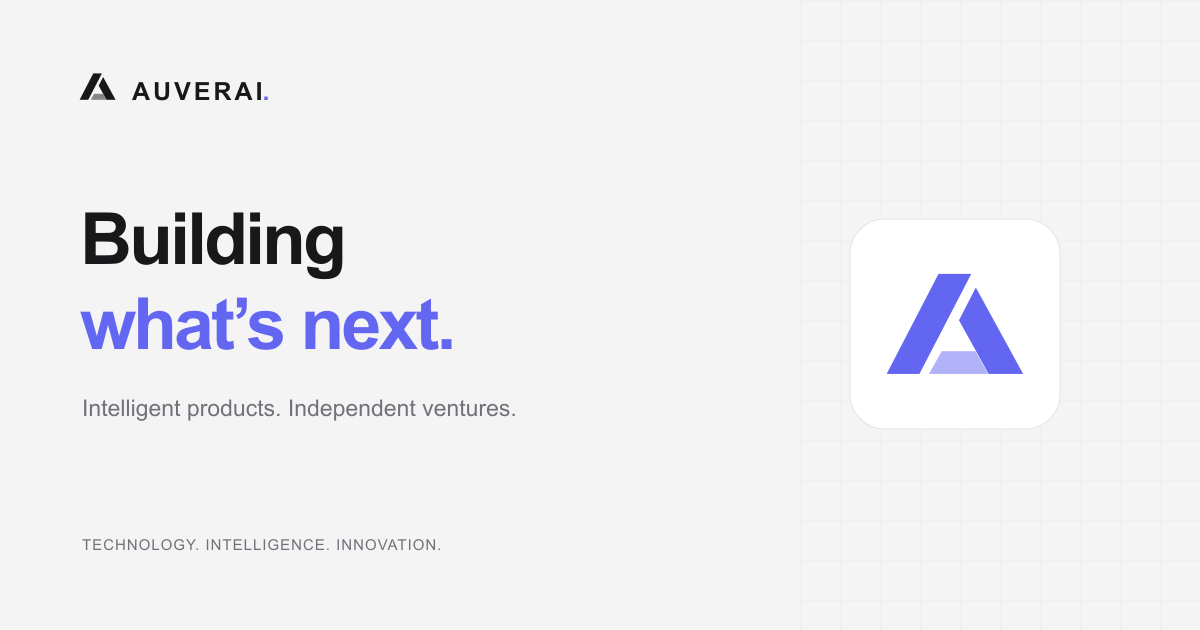 AUVERAI.
Building
what’s next.
Intelligent products. Independent ventures.
TECHNOLOGY. INTELLIGENCE. INNOVATION.